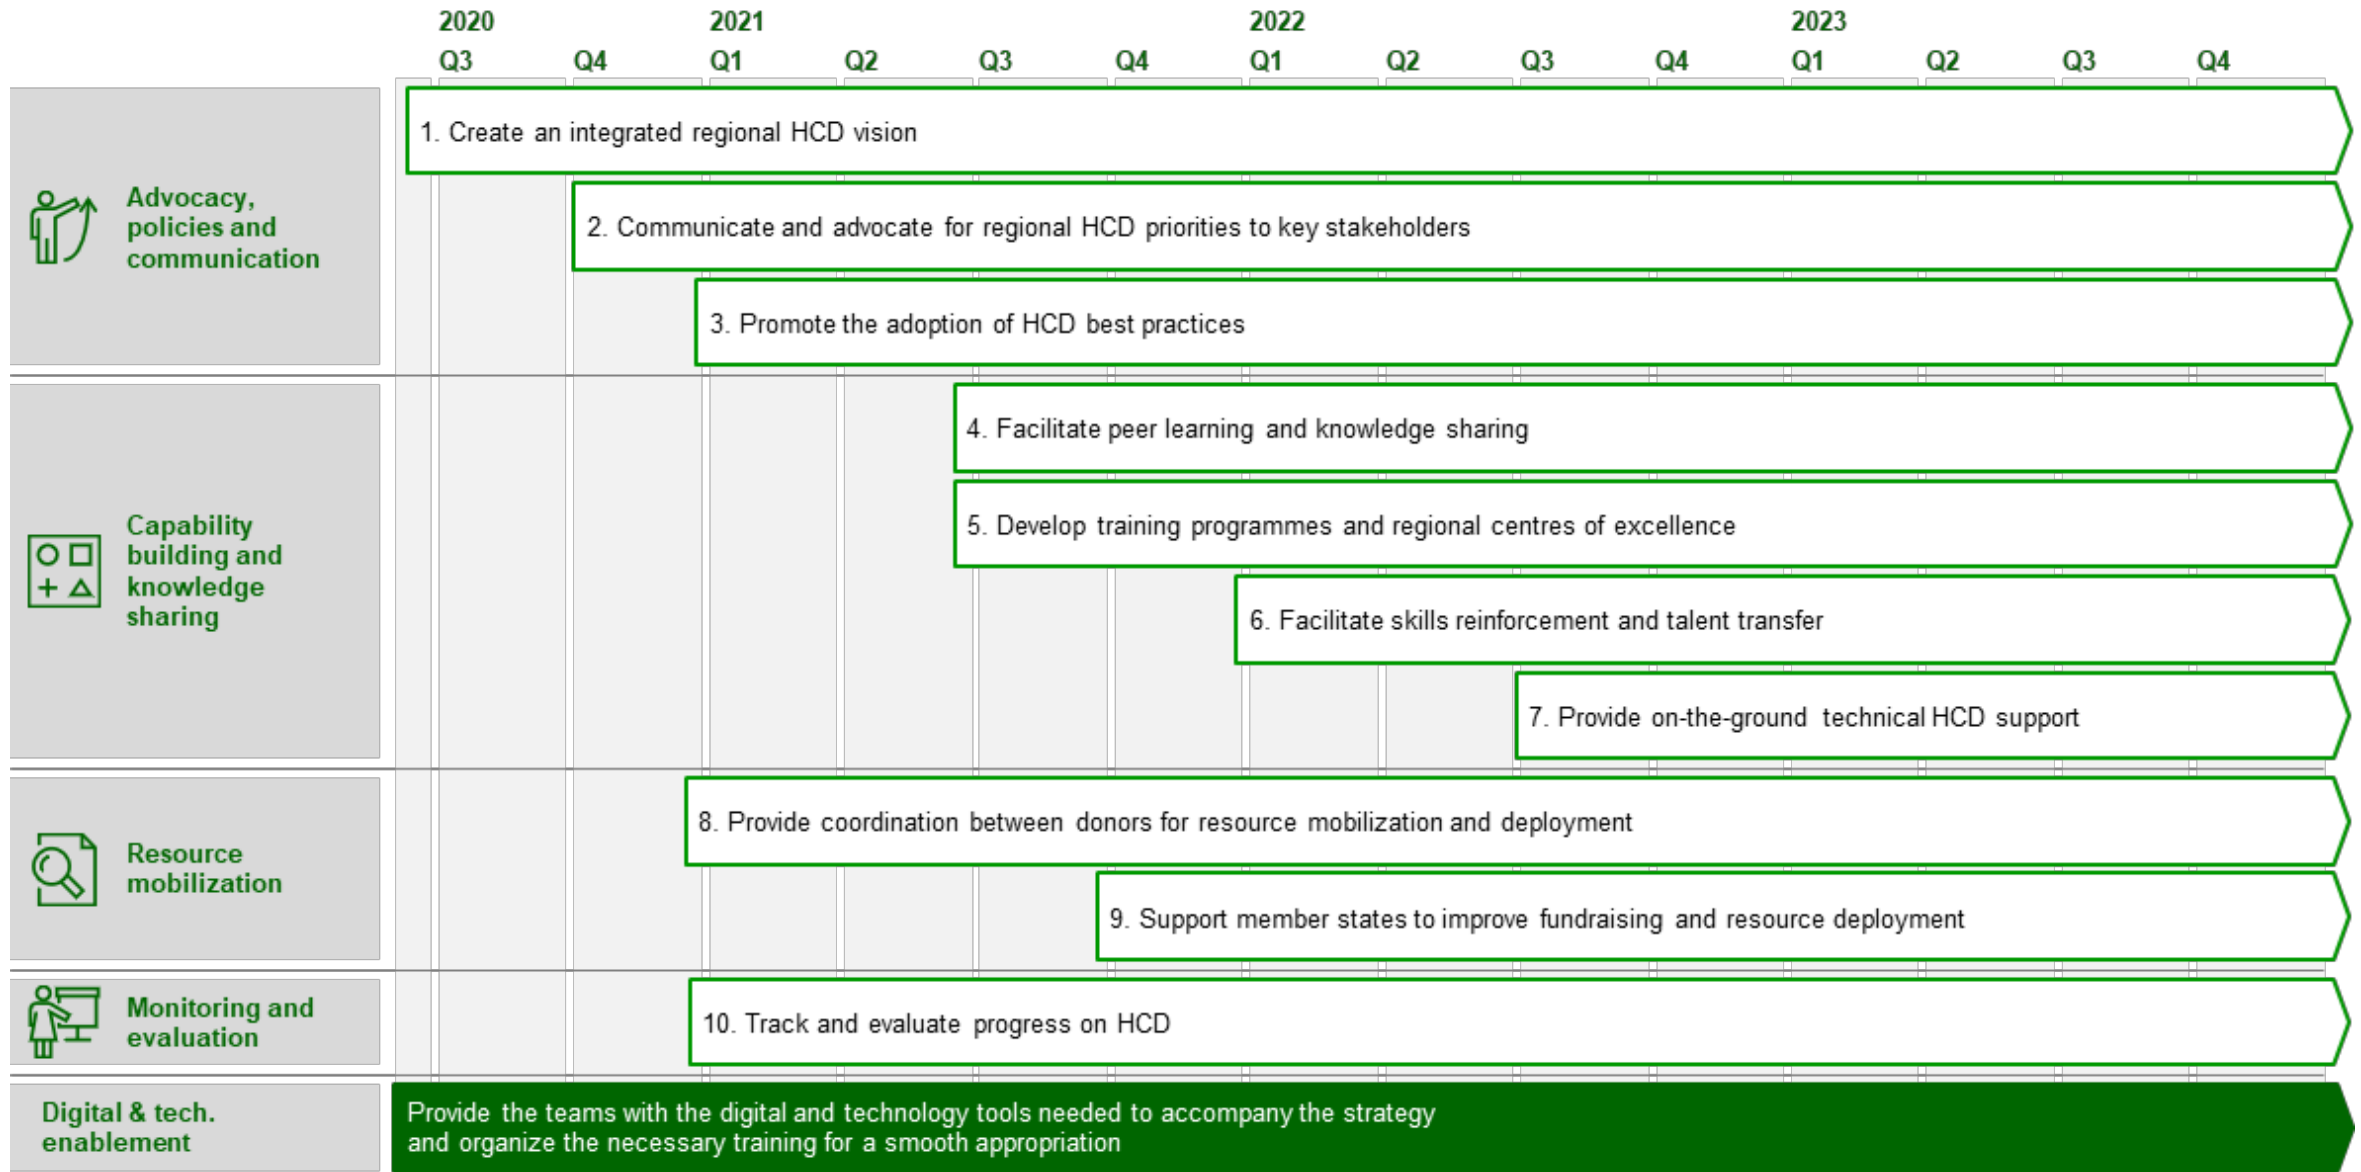 2020 2021 2022 2023
Q3 Q4 Q1 Q2 Q3 Q4 Q1 Q2 Q3 Q4 Q1 Q2 Q3 Q4
Advocacy,
policies and
communication
1. Create an integrated regional HCD vision
2. Communicate and advocate for regional HCD priorities to key stakeholders
3. Promote the adoption of HCD best practices
Capability
building and
knowledge
sharing
4. Facilitate peer learning and knowledge sharing
5. Develop training programmes and regional centres of excellence
6. Facilitate skills reinforcement and talent transfer
7. Provide on-the-ground technical HCD support
Resource
mobilization
8. Provide coordination between donors for resource mobilization and deployment
9. Support member states to improve fundraising and resource deployment
Monitoring and
evaluation
10. Track and evaluate progress on HCD
Digital & tech.
enablement
Provide the teams with the digital and technology tools needed to accompany the strategy
and organize the necessary training for a smooth appropriation